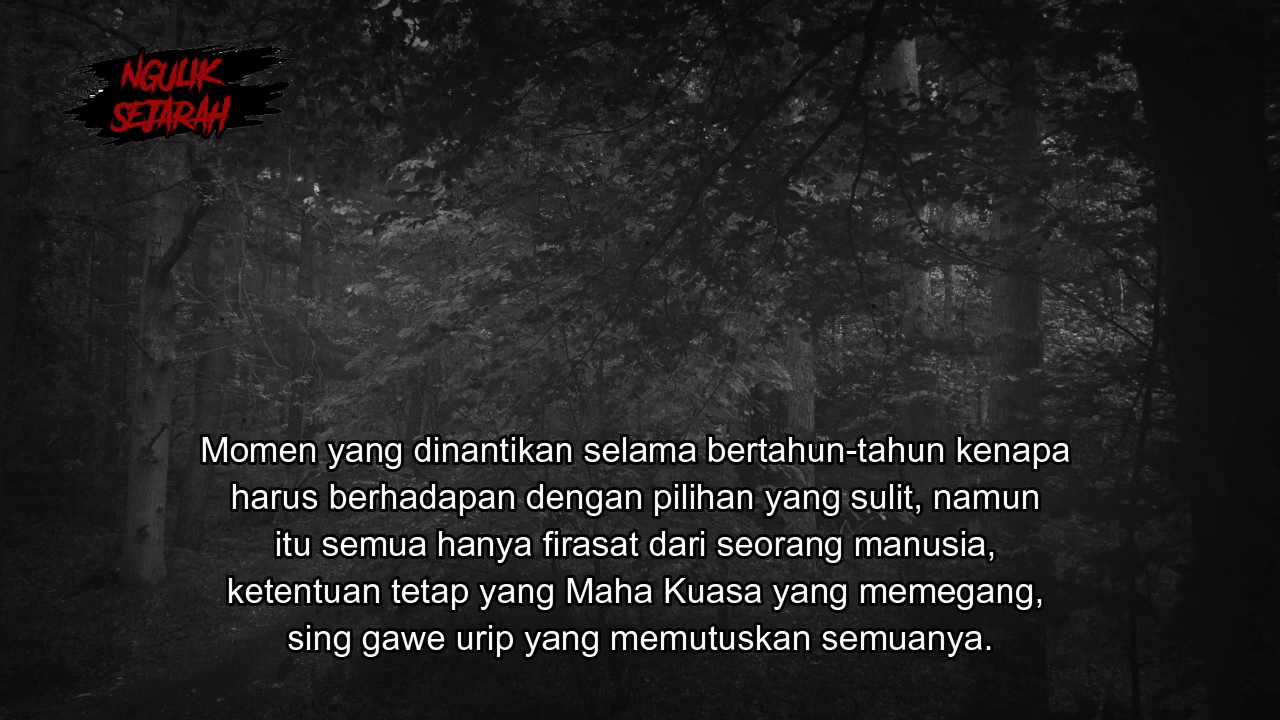 NGULIK
SEJARAH
Momen yang dinantikan selama bertahun-tahun kenapa
harus berhadapan dengan pilihan yang sulit, namun
itu semua hanya firasat dari seorang manusia,
ketentuan tetap yang Maha Kuasa yang memegang,
sing gawe urip yang memutuskan semuanya.